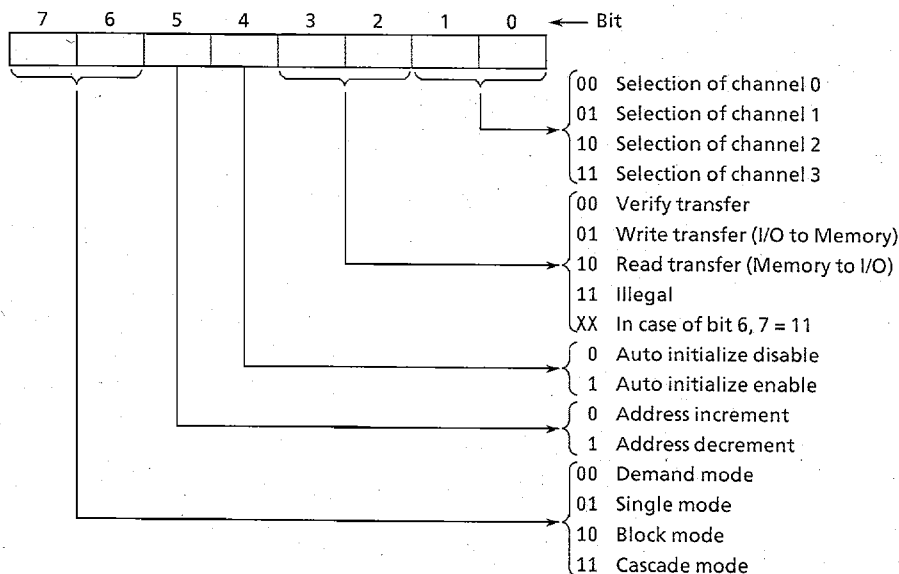 7 6 5 4 3 2 1 0 Bit
00 Selection of channel 0
01 Selection of channel 1
10 Selection of channel 2
11 Selection of channel 3
00 Verify transfer
01 Write transfer (I/O to Memory)
10 Read transfer (Memory to I/O)
11 Illegal
XX In case of bit 6, 7 = 11
0 Auto initialize disable
1 Auto initialize enable
0 Address increment
1 Address decrement
00 Demand mode
01 Single mode
10 Block mode
11 Cascade mode